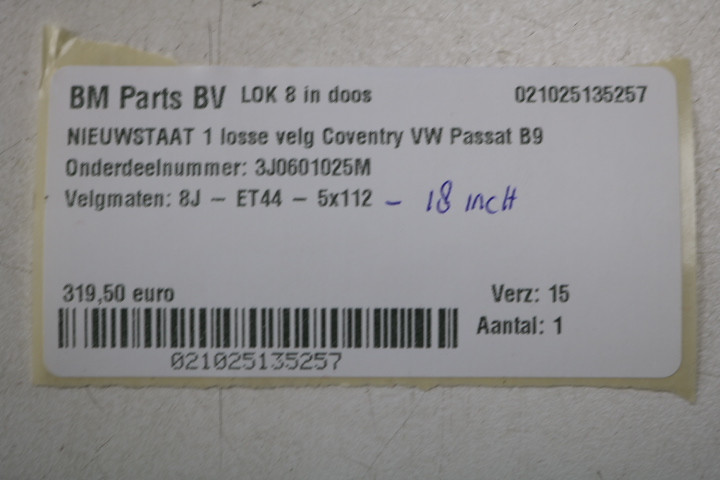 BM Parts BV LOK 8 in doos 021025135257
NIEUWSTAAT 1 losse velg Coventry VW Passat B9
Onderdeelnummer: 3J0601025M
Velgmaten: 8J - ET44 - 5x112 - 18 incH
319,50 euro Verz: 15
Aantal: 1
021025135257